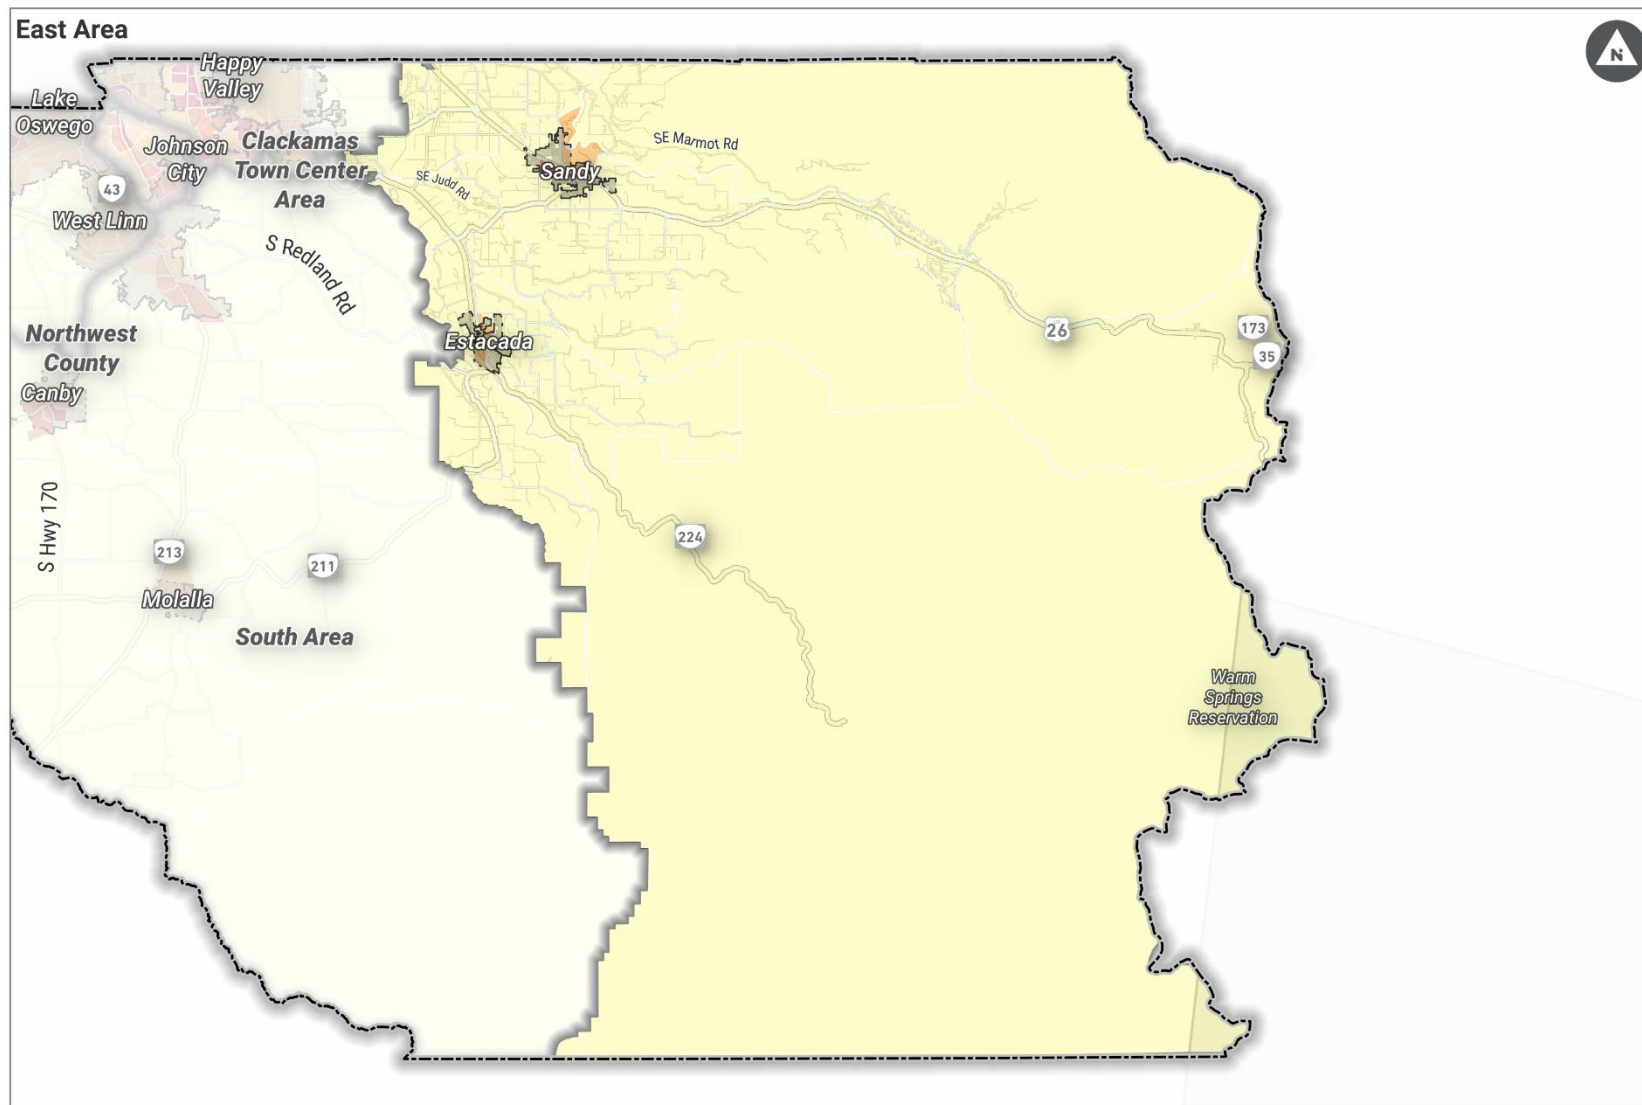 East Area
N
Happy
Valley
Lake
Oswego
Johnson
City
Clackamas
Town Center
Area
43
West Linn
S Redland Rd
SE Marmot Rd
Sandy
SE Judd Rd
Northwest
County
Canby
Estacada
26
173
35
S Hwy 170
213
211
224
Molalla
South Area
Warm
Springs
Reservation